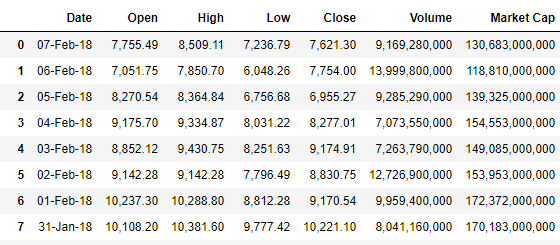 Date Open High Low Close Volume Market Cap
0 07-Feb-18 7,755.49 8,509.11 7,236.79 7,621.30 9,169,280,000 130,683,000,000
1 06-Feb-18 7,051.75 7,850.70 6,048.26 7,754.00 13,999,800,000 118,810,000,000
2 05-Feb-18 8,270.54 8,364.84 6,756.68 6,955.27 9,285,290,000 139,325,000,000
3 04-Feb-18 9,175.70 9,334.87 8,031.22 8,277.01 7,073,550,000 154,553,000,000
4 03-Feb-18 8,852.12 9,430.75 8,251.63 9,174.91 7,263,790,000 149,085,000,000
5 02-Feb-18 9,142.28 9,142.28 7,796.49 8,830.75 12,726,900,000 153,953,000,000
6 01-Feb-18 10,237.30 10,288.80 8,812.28 9,170.54 9,959,400,000 172,372,000,000
7 31-Jan-18 10,108.20 10,381.60 9,777.42 10,221.10 8,041,160,000 170,183,000,000